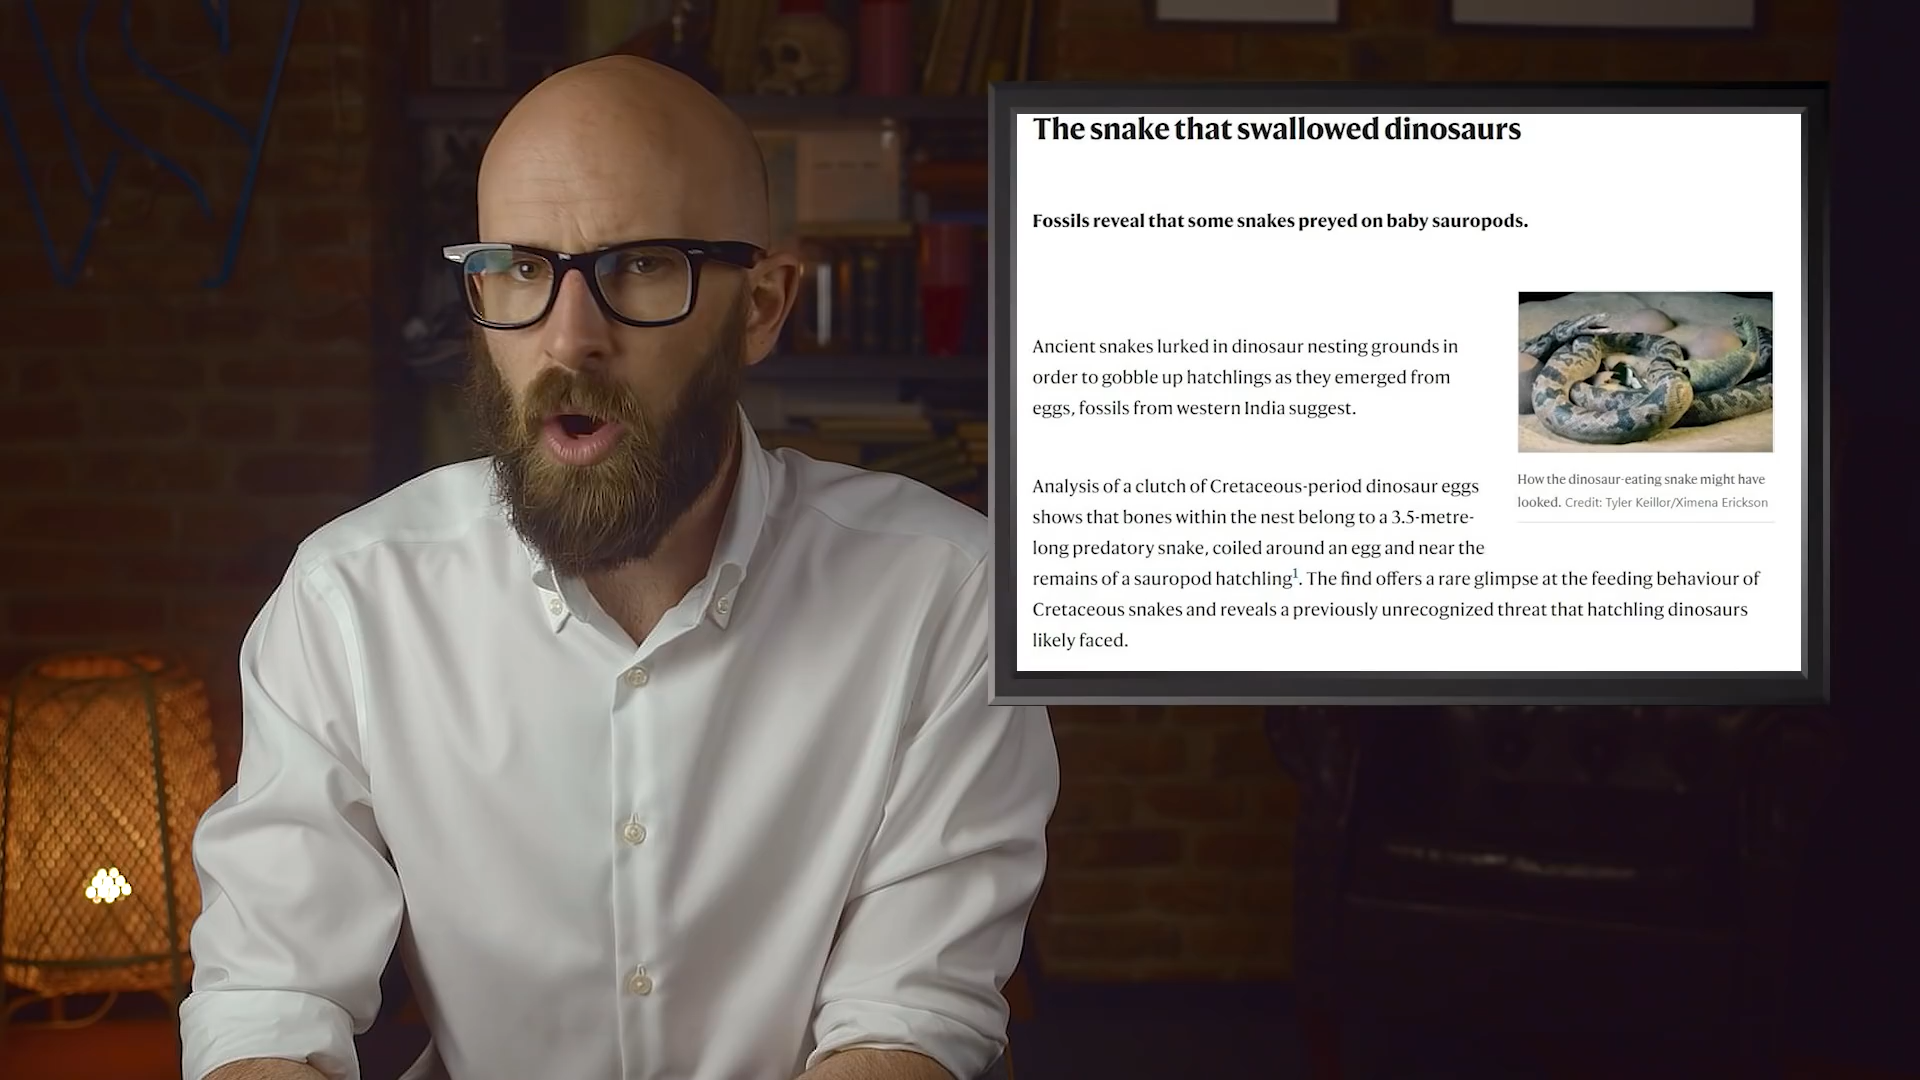 The snake that swallowed dinosaurs
Fossils reveal that some snakes preyed on baby sauropods.
Ancient snakes lurked in dinosaur nesting grounds in
order to gobble up hatchlings as they emerged from
eggs, fossils from western India suggest.
How the dinosaur-eating snake might have
looked. Credit: Tyler Keillor/Ximena Erickson
Analysis of a clutch of Cretaceous-period dinosaur eggs
shows that bones within the nest belong to a 3.5-metre-
long predatory snake, coiled around an egg and near the
remains of a sauropod hatchling1. The find offers a rare glimpse at the feeding behaviour of
Cretaceous snakes and reveals a previously unrecognized threat that hatchling dinosaurs
likely faced.